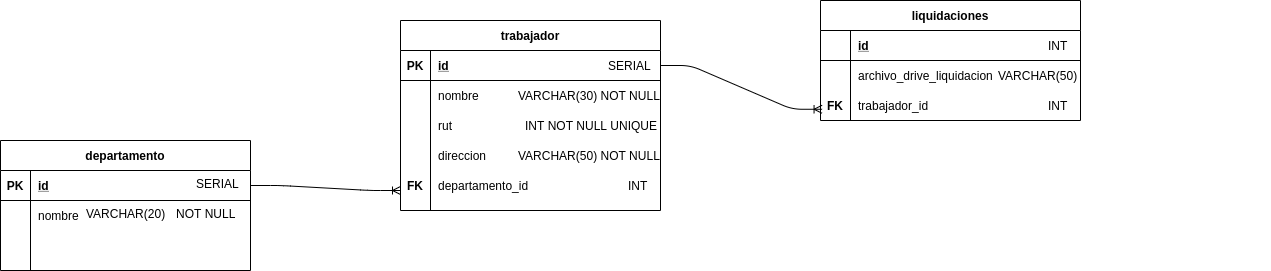 departamento
PK id SERIAL
nombre VARCHAR(20) NOT NULL
trabajador
PK id SERIAL
nombre VARCHAR(30) NOT NULL
rut INT NOT NULL UNIQUE
direccion VARCHAR(50) NOT NULL
FK departamento_id INT
liquidaciones
id INT
archivo_drive_liquidacion VARCHAR(50)
FK trabajador_id INT